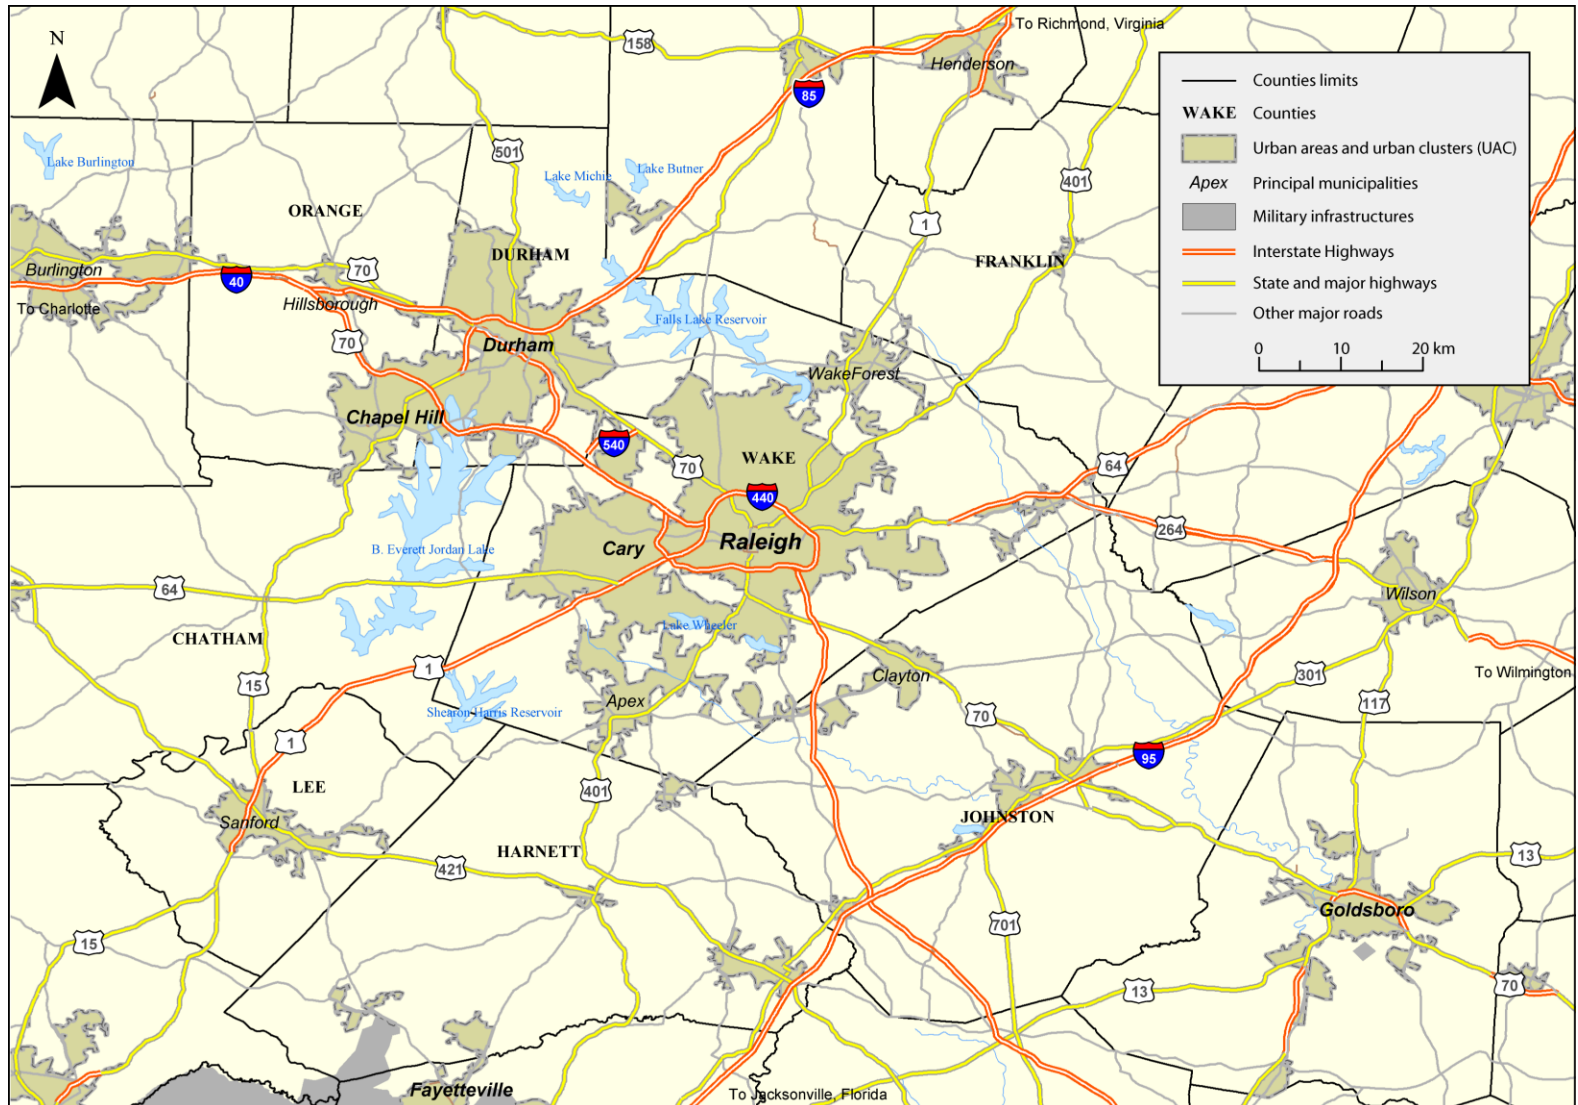 N
To Richmond, Virginia
158
Henderson
85
Counties limits
WAKE Counties
Urban areas and urban clusters (UAC)
Apex Principal municipalities
Military infrastructures
Interstate Highways
State and major highways
Other major roads
0 10 20 km
Lake Burlington
501
Lake Michie
Lake Butner
401
ORANGE
1
DURHAM
FRANKLIN
Burlington
70
40
Hillsborough
To Charlotte
Falls Lake Reservoir
70
Durham
WakeForest
Chapel Hill
540
WAKE
70
64
440
264
Cary
Raleigh
B. Everett Jordan Lake
64
Wilson
Lake Wheeler
CHATHAM
1
Clayton
301
To Wilmington
15
Apex
117
Shearon Harris Reservoir
70
1
95
LEE
401
JOHNSTON
Sanford
HARNETT
13
421
Goldsboro
701
15
70
13
Fayetteville
To Jacksonville, Florida